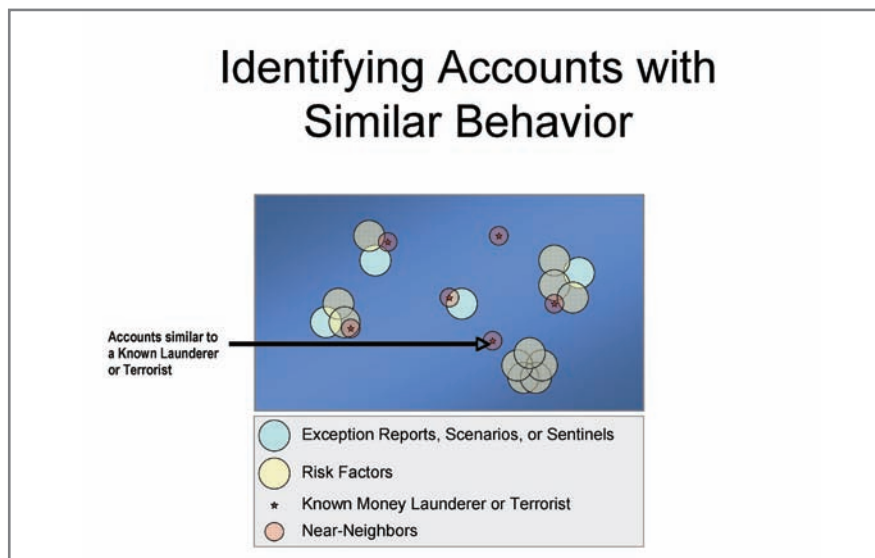 Identifying Accounts with
Similar Behavior
Accounts similar to
a Known Launderer
or Terrorist
Exception Reports, Scenarios, or Sentinels
Risk Factors
Known Money Launderer or Terrorist
Near-Neighbors